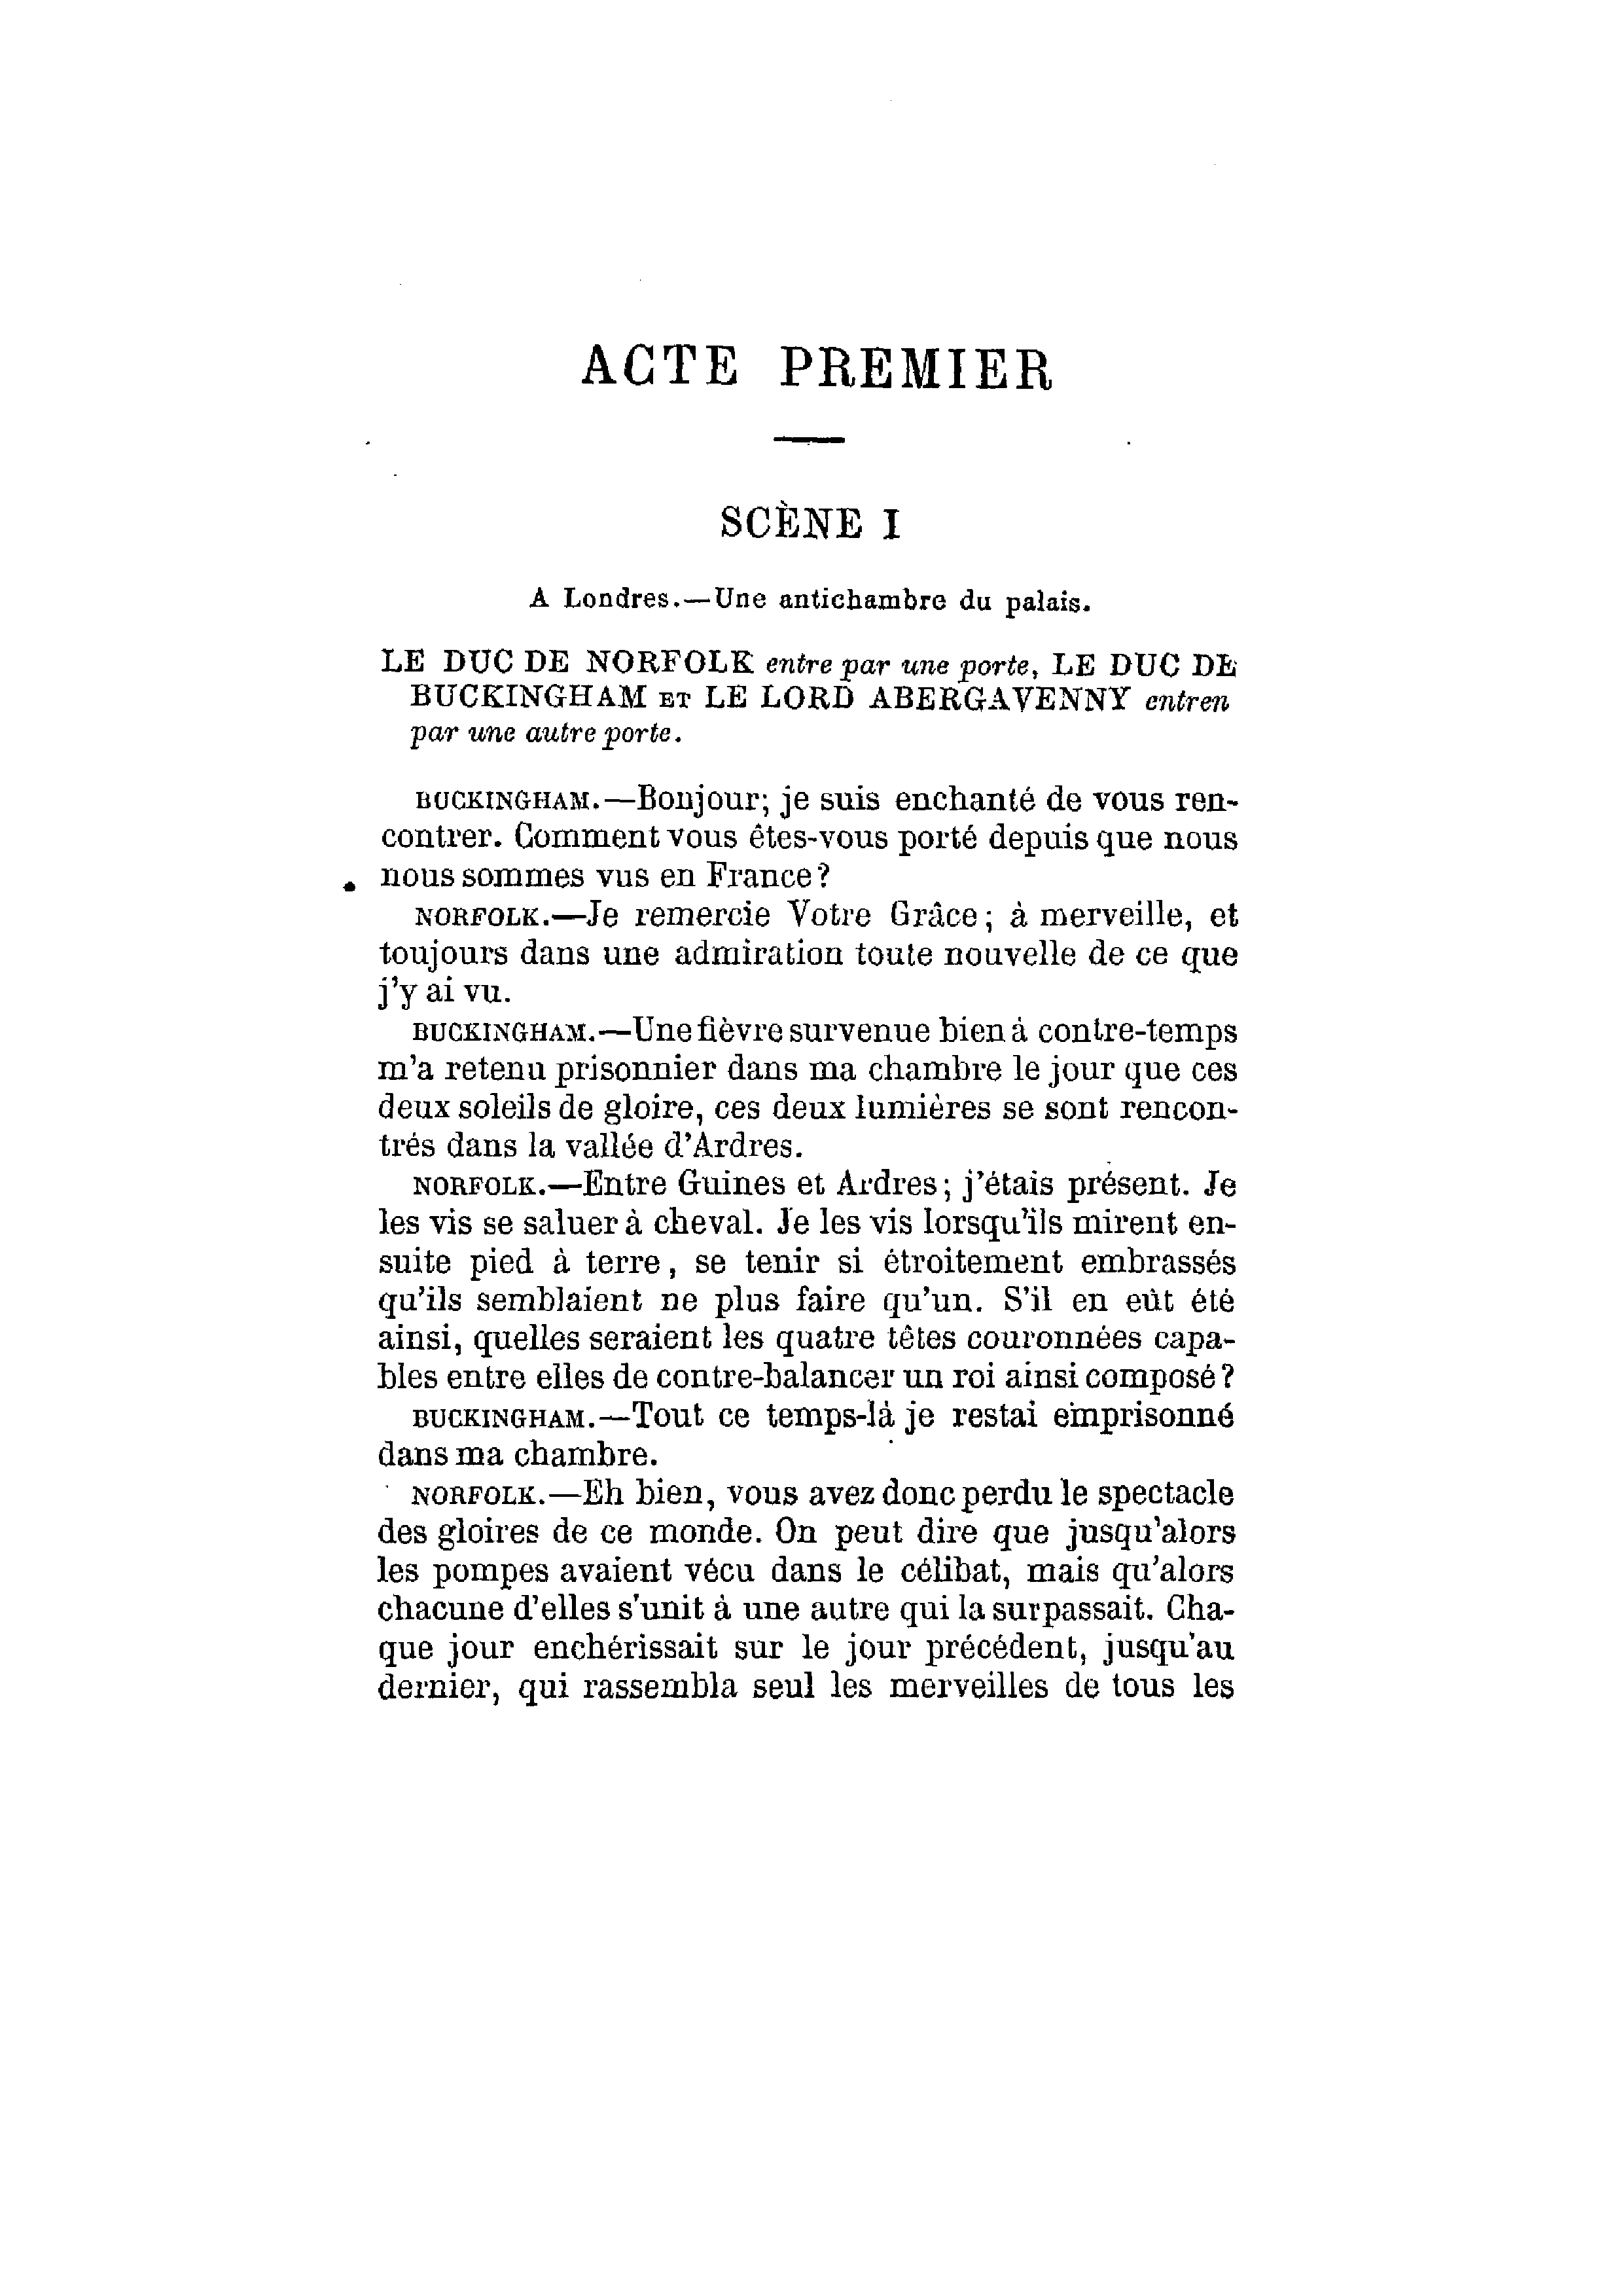 ACTE PREMIER
SCÈNE I
A Londres.—Une antichambre du palais.
LE DUC DE NORFOLK entre par une porte, LE DUC DE
BUCKINGHAM ET LE LORD ABERGAVENNY entren
par une autre porte.
BUCKINGHAM.—Bonjour; je suis enchanté de vous ren-
contrer. Comment vous êtes-vous porté depuis que nous
nous sommes vus en France?
NORFOLK.—Je remercie Votre Grâce; à merveille, et
toujours dans une admiration toute nouvelle de ce que
j'y ai vu.
BUCKINGHAM.—Une fièvre survenue bien à contre-temps
m'a retenu prisonnier dans ma chambre le jour que ces
deux soleils de gloire, ces deux lumières se sont rencon-
trés dans la vallée d'Ardres.
NORFOLK.—Entre Guines et Ardres; j'étais présent. Je
les vis se saluer à cheval. Je les vis lorsqu'ils mirent en-
suite pied à terre, se tenir si étroitement embrassés
qu'ils semblaient ne plus faire qu'un. S'il en eût été
ainsi, quelles seraient les quatre têtes couronnées capa-
bles entre elles de contre-balancer un roi ainsi composé?
BUCKINGHAM.—Tout ce temps-là je restai emprisonné
dans ma chambre.
NORFOLK.—Eh bien, vous avez donc perdu le spectacle
des gloires de ce monde. On peut dire que jusqu'alors
les pompes avaient vécu dans le célibat, mais qu'alors
chacune d'elles s'unit à une autre qui la surpassait. Cha-
que jour enchérissait sur le jour précédent, jusqu'au
dernier, qui rassembla seul les merveilles de tous les